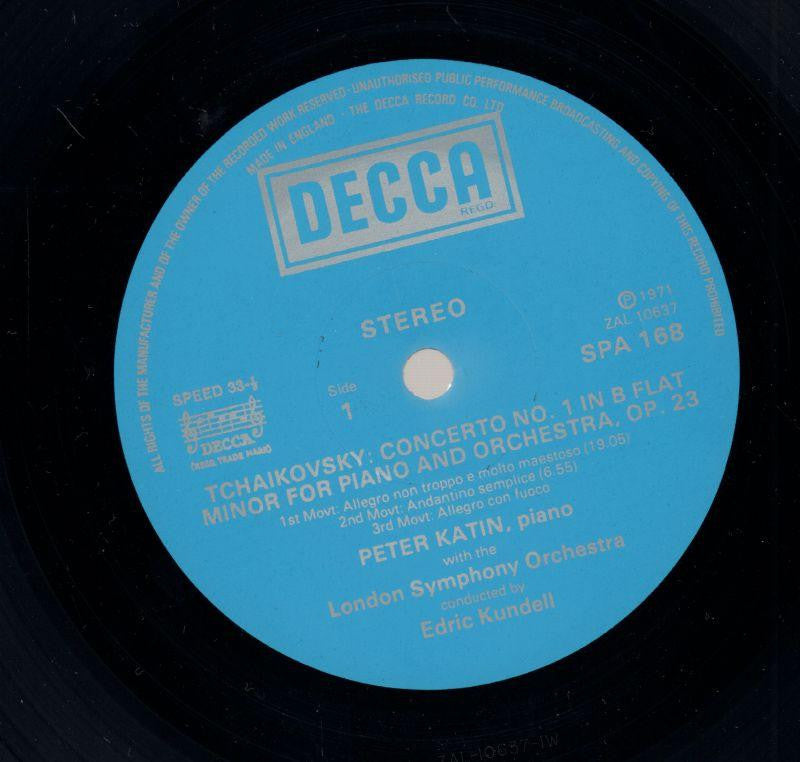 ALL RIGHTS OF THE MANUFACTURER AND OF THE OWNER OF THE RECORDED WORK RESERVED · UNAUTHORISED PUBLIC PERFORMANCE BROADCASTING AND COPYING OF THIS RECORD PROHIBITED
MADE IN ENGLAND · THE DECCA RECORD CO. LTD
DECCA
REGD.
STEREO
℗ 1971
ZAL 10637
SPA 168
SPEED 33⅓
DECCA
(REGD. TRADE MARK)
Side
1
TCHAIKOVSKY: CONCERTO NO. 1 IN B FLAT
MINOR FOR PIANO AND ORCHESTRA, OP. 23
1st Movt: Allegro non troppo e molto maestoso (19.05)
2nd Movt: Andantino semplice (6.55)
3rd Movt: Allegro con fuoco
PETER KATIN, piano
with the
London Symphony Orchestra
conducted by
Edric Kundell
ZAL-10637-1W